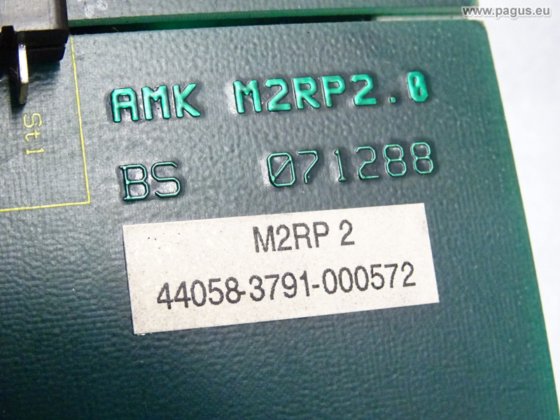 www.pagus.eu
AMK M2RP2.0
BS 071288
St1
M2RP 2
44058-3791-000572